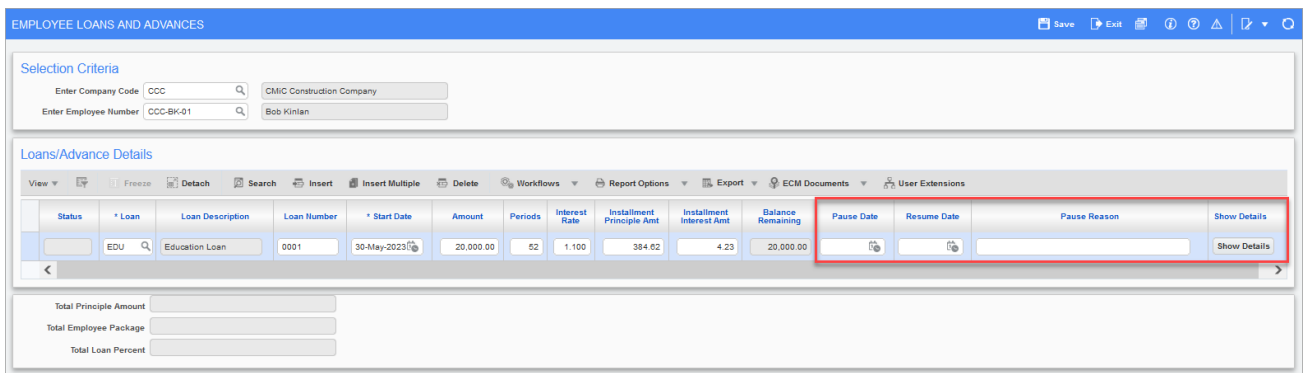 EMPLOYEE LOANS AND ADVANCES
Save Exit
Selection Criteria
Enter Company Code CCC CMiC Construction Company
Enter Employee Number CCC-BK-01 Bob Kinlan
Loans/Advance Details
View Freeze Detach Search Insert Insert Multiple Delete Workflows Report Options Export ECM Documents User Extensions
Status * Loan Loan Description Loan Number * Start Date Amount Periods Interest Rate Installment Principle Amt Installment Interest Amt Balance Remaining Pause Date Resume Date Pause Reason Show Details
EDU Education Loan 0001 30-May-2023 20,000.00 52 1.100 384.62 4.23 20,000.00 Show Details
Total Principle Amount
Total Employee Package
Total Loan Percent